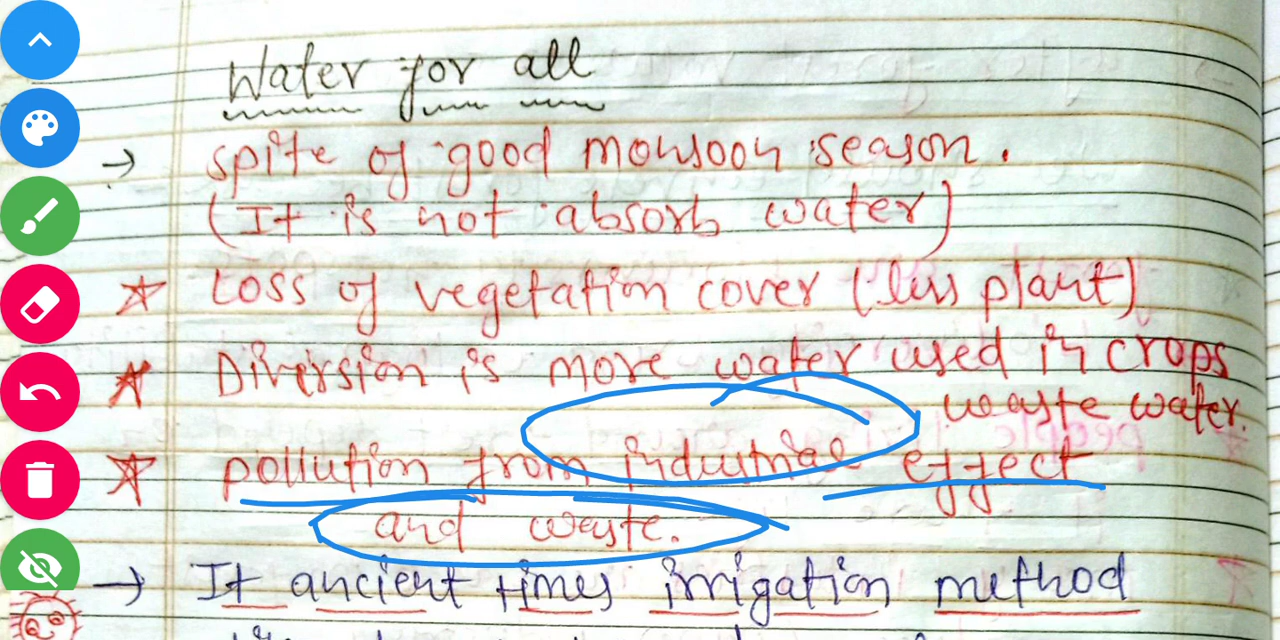 Water for all
→ spite of good monsoon season.
(It is not absorb water)
☆ Loss of vegetation cover (less plant)
☆ Diversion is more water used in crops
waste water.
☆ pollution from industrial effect
and waste.
→ It ancient times irrigation method